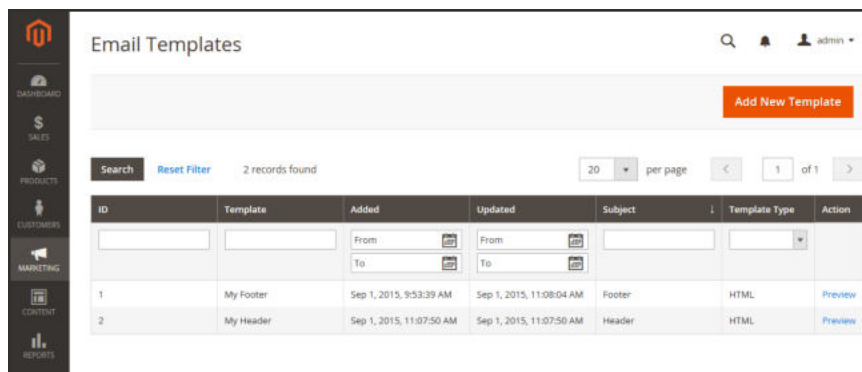 Email Templates
admin
DASHBOARD
Add New Template
SALES
Search Reset Filter 2 records found 20 per page 1 of 1
PRODUCTS
ID Template Added Updated Subject ↓ Template Type Action
CUSTOMERS
From From
To To
MARKETING
1 My Footer Sep 1, 2015, 9:53:39 AM Sep 1, 2015, 11:08:04 AM Footer HTML Preview
CONTENT
2 My Header Sep 1, 2015, 11:07:50 AM Sep 1, 2015, 11:07:50 AM Header HTML Preview
REPORTS